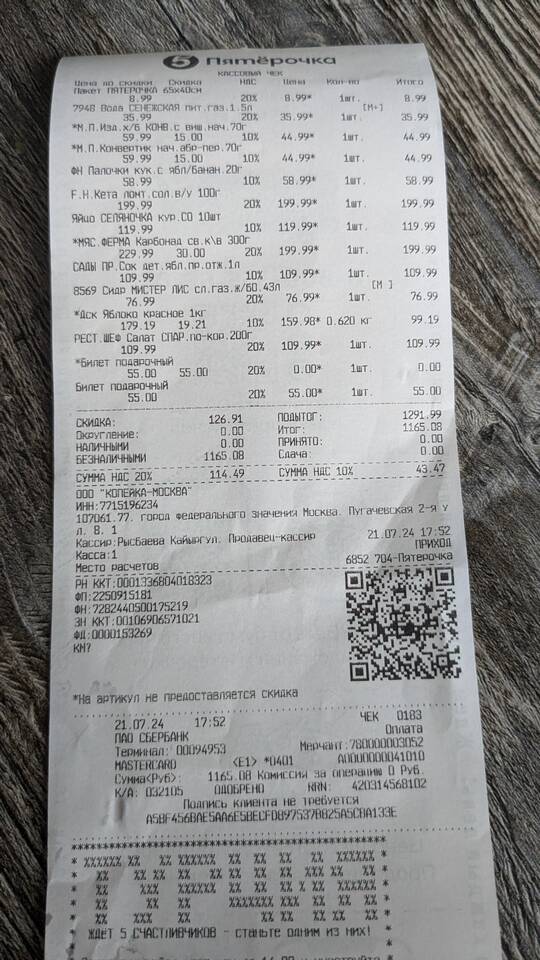 5 Пятёрочка
КАССОВЫЙ ЧЕК
Цена до скидки Скидка НДС Цена Кол-во Итого
Пакет ПЯТЕРОЧКА 65х40см
8.99 20% 8.99* 1шт. 8.99
7948 Вода СЕНЕЖСКАЯ пит.газ.1.5л [М+]
35.99 20% 35.99* 1шт. 35.99
*М.П.Изд.х/б КОНВ.с виш.нач.70г
59.99 15.00 10% 44.99* 1шт. 44.99
*М.П.Конвертик нач.абр-пер.70г
59.99 15.00 10% 44.99* 1шт. 44.99
ФН Палочки кук.с ябл/банан.20г
58.99 10% 58.99* 1шт. 58.99
F.H.Кета ломт.сол.в/у 100г
199.99 20% 199.99* 1шт. 199.99
Яйцо СЕЛЯНОЧКА кур.СО 10шт
119.99 10% 119.99* 1шт. 119.99
*МЯС.ФЕРМА Карбонад св.к\в 300г
229.99 30.00 20% 199.99* 1шт. 199.99
САДЫ ПР.Сок дет.ябл.пр.отж.1л
109.99 10% 109.99* 1шт. 109.99
8569 Сидр МИСТЕР ЛИС сл.газ.ж/б0.43л [М ]
76.99 20% 76.99* 1шт. 76.99
*Дск Яблоко красное 1кг
179.19 19.21 10% 159.98* 0.620 кг 99.19
РЕСТ.ШЕФ Салат СПАР.по-кор.200г
109.99 20% 109.99* 1шт. 109.99
*Билет подарочный
55.00 55.00 20% 0.00* 1шт. 0.00
Билет подарочный
55.00 20% 55.00* 1шт. 55.00
СКИДКА: 126.91 ПОДЫТОГ: 1291.99
Округление: 0.00 Итог: 1165.08
НАЛИЧНЫМИ 0.00 ПРИНЯТО: 0.00
БЕЗНАЛИЧНЫМИ 1165.08 Сдача: 0.00
СУММА НДС 20% 114.49 СУММА НДС 10% 43.47
ООО "КОПЕЙКА-МОСКВА"
ИНН:7715196234
107061,77, город федерального значения Москва, Пугачевская 2-я у
л, 8, 1
Кассир:Рысбаева Кайыргул, Продавец-кассир 21.07.24 17:52
Касса:1 ПРИХОД
Место расчетов 6852 704-Пятерочка
РН ККТ:0001336804018323
ФП:2250915181
ФН:7282440500175219
ЗН ККТ:00106906571021
ФД:0000153269
КМ?
*На артикул не предоставляется скидка
21.07.24 17:52 ЧЕК 0183
ПАО СБЕРБАНК Оплата
Терминал: 00094953 Мерчант:780000003052
MASTERCARD <E1> *0401 A0000000041010
Сумма(Руб): 1165.08 Комиссия за операцию 0 Руб.
К/А: 032105 ОДОБРЕНО RRN: 420314568102
Подпись клиента не требуется
* ЖДЕТ 5 СЧАСТЛИВЧИКОВ - станьте одним из них! *